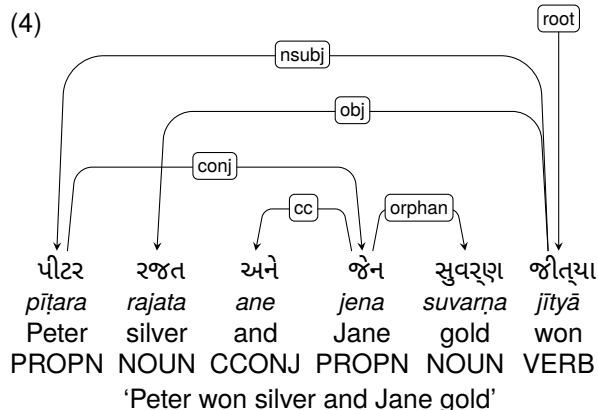 (4)
root
nsubj
obj
conj
cc orphan
પીટર રજત અને જેન સુવર્ણ જીત્યા
pīṭara rajata ane jena suvarṇa jītyā
Peter silver and Jane gold won
PROPN NOUN CCONJ PROPN NOUN VERB
‘Peter won silver and Jane gold’